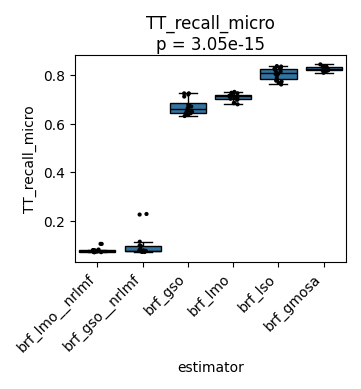 TT_recall_micro
p = 3.05e-15
TT_recall_micro
0.8
0.6
0.4
0.2
brf_lmo__nrlmf
brf_gso__nrlmf
brf_gso
brf_lmo
brf_lso
brf_gmosa
estimator